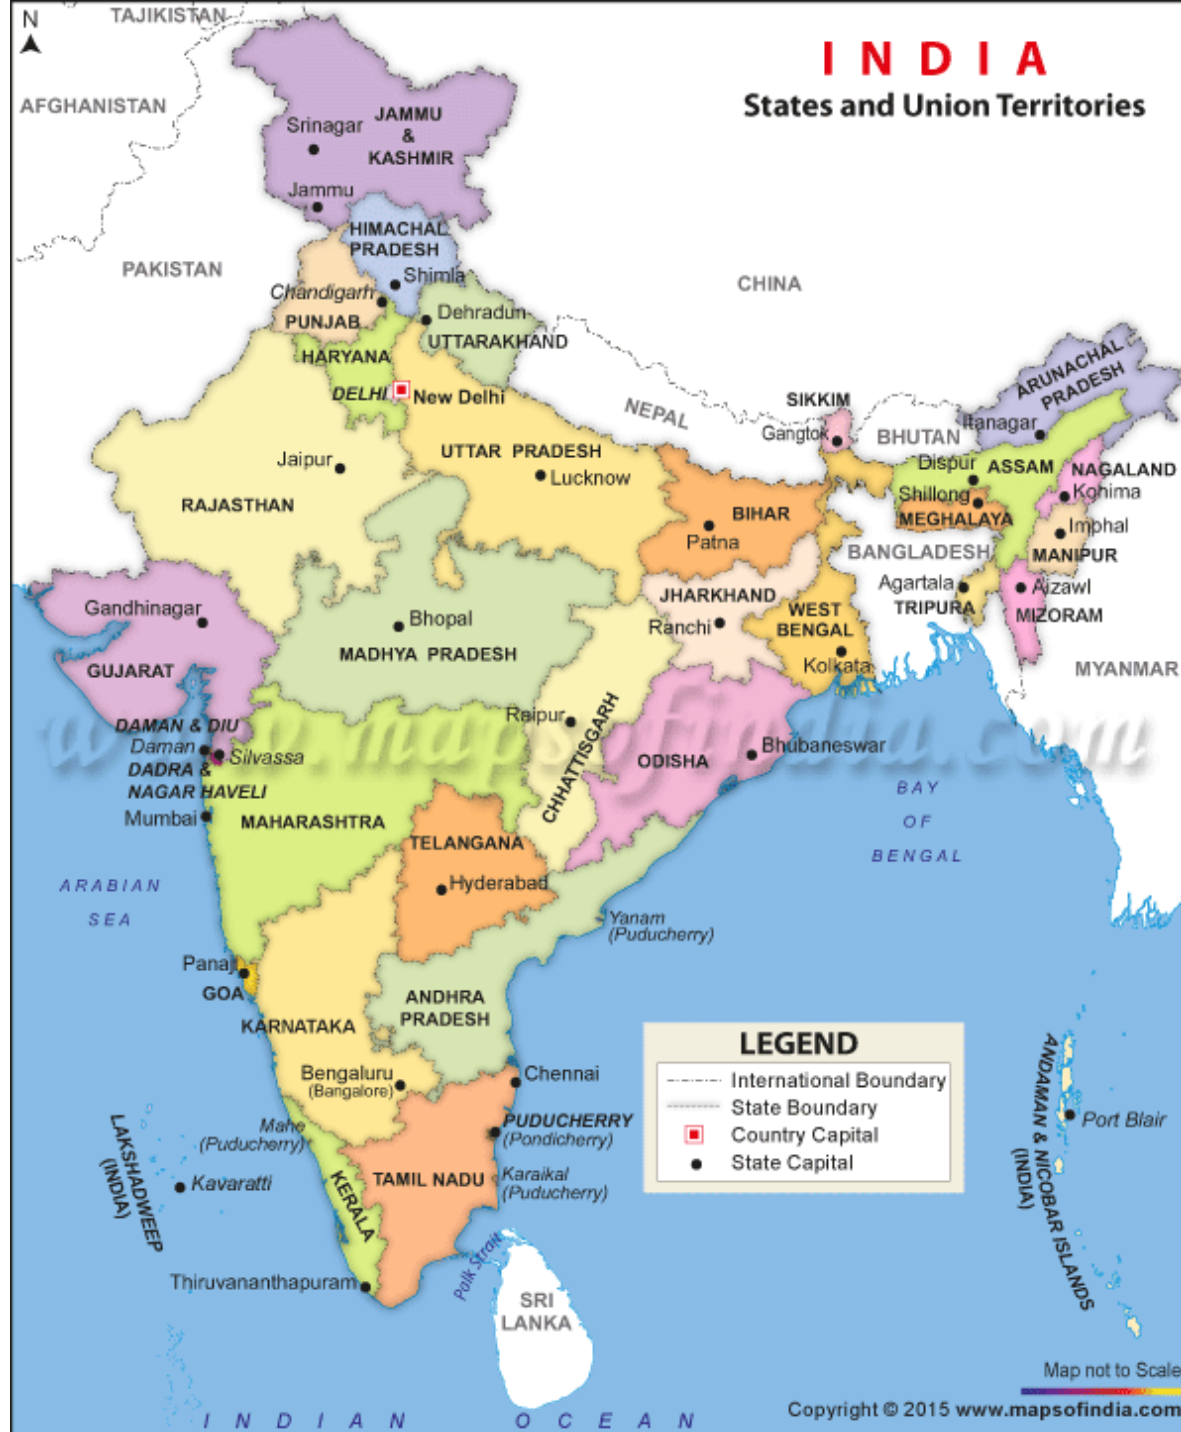 N
TAJIKISTAN
INDIA
States and Union Territories
AFGHANISTAN
JAMMU
&
KASHMIR
Srinagar
Jammu
HIMACHAL
PRADESH
PAKISTAN
Shimla
CHINA
Chandigarh
PUNJAB
Dehradun
UTTARAKHAND
HARYANA
DELHI
New Delhi
ARUNACHAL
PRADESH
SIKKIM
NEPAL
Gangtok
BHUTAN
Itanagar
UTTAR PRADESH
Jaipur
Lucknow
Dispur
ASSAM
NAGALAND
RAJASTHAN
Shillong
Kohima
BIHAR
MEGHALAYA
Imphal
Patna
BANGLADESH
MANIPUR
Gandhinagar
JHARKHAND
Agartala
Aizawl
Bhopal
WEST
BENGAL
TRIPURA
MIZORAM
Ranchi
MADHYA PRADESH
GUJARAT
Kolkata
MYANMAR
Raipur
CHHATTISGARH
DAMAN & DIU
Daman
Silvassa
www.mapsofindia.com
ODISHA
Bhubaneswar
DADRA &
NAGAR HAVELI
Mumbai
MAHARASHTRA
BAY
OF
BENGAL
TELANGANA
Hyderabad
ARABIAN
SEA
Yanam
(Puducherry)
Panaji
GOA
ANDHRA
PRADESH
KARNATAKA
Bengaluru
(Bangalore)
Chennai
LEGEND
International Boundary
State Boundary
Country Capital
State Capital
Mahe
(Puducherry)
PUDUCHERRY
(Pondicherry)
LAKSHADWEEP
(INDIA)
Kavaratti
KERALA
TAMIL NADU
Karaikal
(Puducherry)
ANDAMAN & NICOBAR ISLANDS
(INDIA)
Port Blair
Thiruvananthapuram
Palk Strait
SRI
LANKA
Map not to Scale
INDIAN OCEAN
Copyright © 2015 www.mapsofindia.com